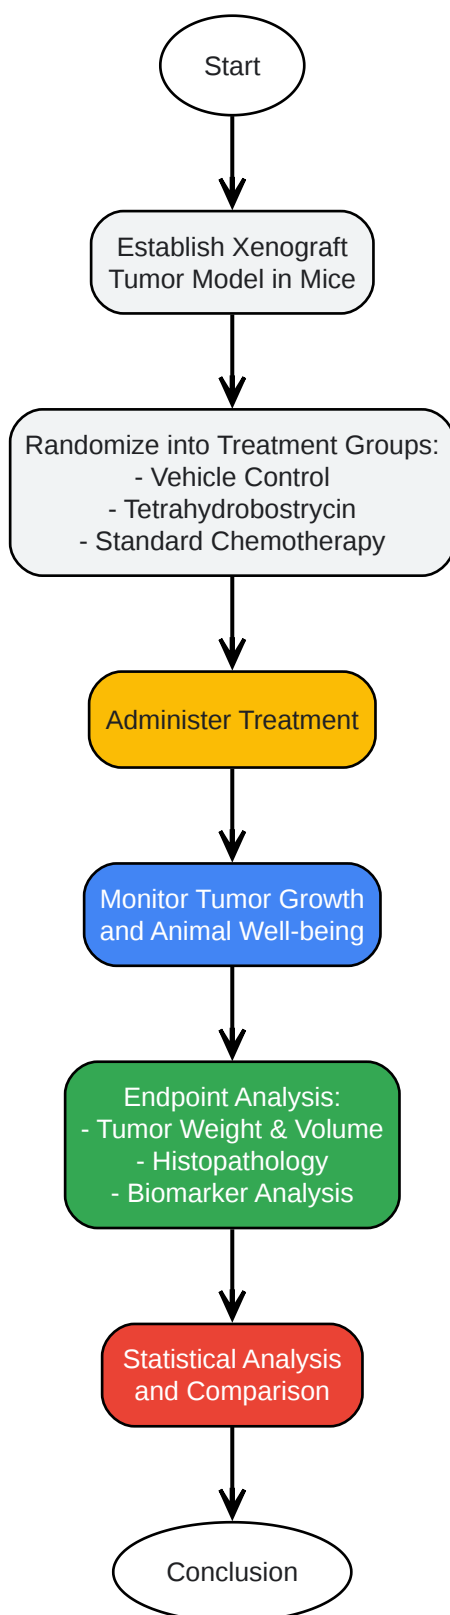 Start
Establish Xenograft
Tumor Model in Mice
Randomize into Treatment Groups:
- Vehicle Control
- Tetrahydrobostrycin
- Standard Chemotherapy
Administer Treatment
Monitor Tumor Growth
and Animal Well-being
Endpoint Analysis:
- Tumor Weight & Volume
- Histopathology
- Biomarker Analysis
Statistical Analysis
and Comparison
Conclusion